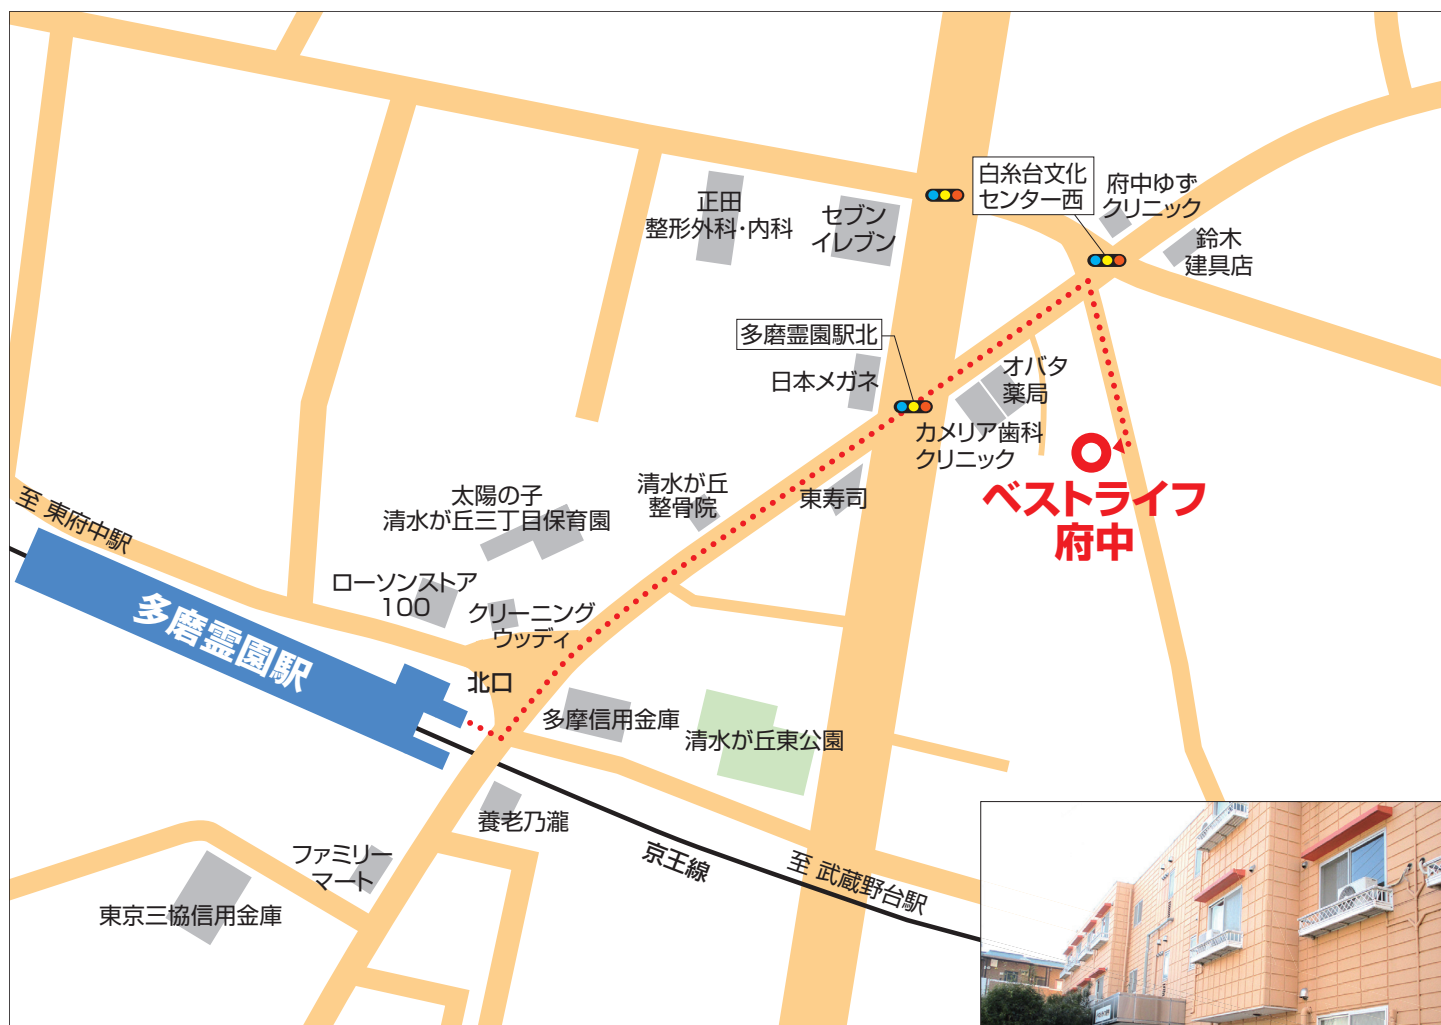 白糸台文化
センター西
府中ゆず
クリニック
正田
整形外科・内科
セブン
イレブン
鈴木
建具店
多磨霊園駅北
日本メガネ
オバタ
薬局
カメリア歯科
クリニック
ベストライフ
府中
清水が丘
整骨院
東寿司
太陽の子
清水が丘三丁目保育園
至 東府中駅
ローソンストア
100
クリーニング
ウッディ
多磨霊園駅
北口
多摩信用金庫
清水が丘東公園
養老乃瀧
京王線
至 武蔵野台駅
ファミリー
マート
東京三協信用金庫